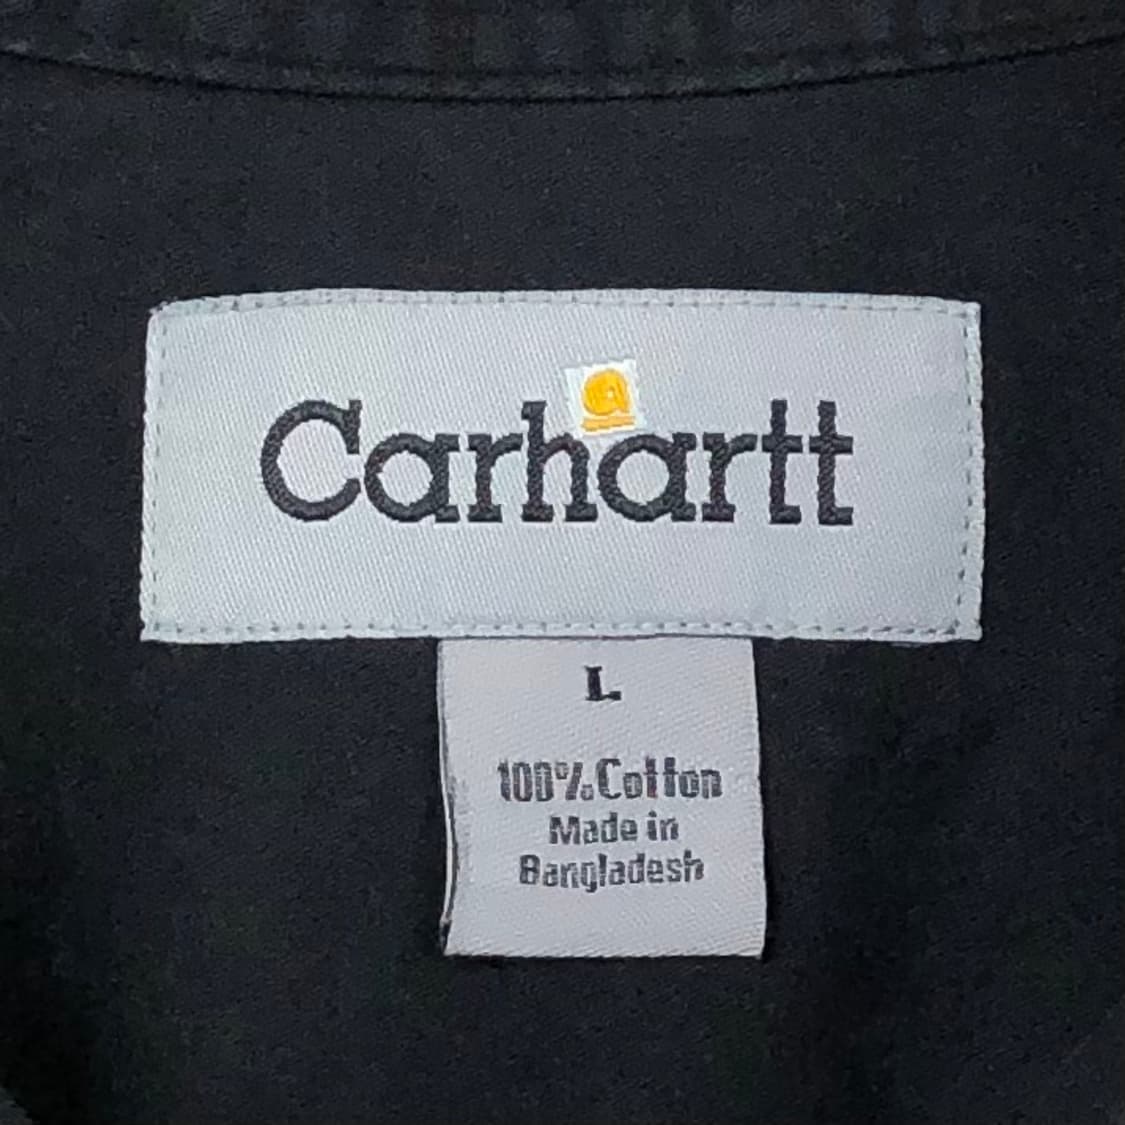 Carhartt
L
100% Cotton
Made in
Bangladesh